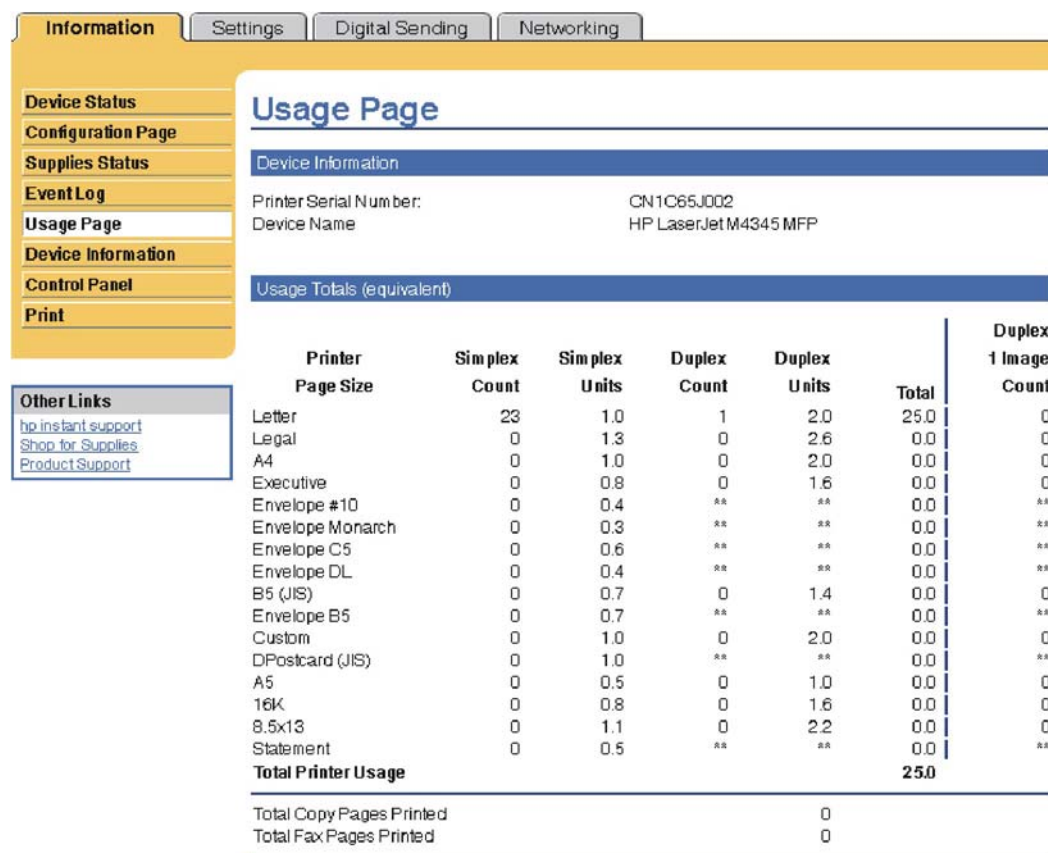 Information Settings Digital Sending Networking
Device Status
Configuration Page
Supplies Status
Event Log
Usage Page
Device Information
Control Panel
Print
Other Links
hp instant support
Shop for Supplies
Product Support
Usage Page
Device Information
Printer Serial Number: CN1C65J002
Device Name HP LaserJet M4345 MFP
Usage Totals (equivalent)
Printer Page Size Simplex Count Simplex Units Duplex Count Duplex Units Total Duplex 1 Image Count
Letter 23 1.0 1 2.0 25.0 0
Legal 0 1.3 0 2.6 0.0 0
A4 0 1.0 0 2.0 0.0 0
Executive 0 0.8 0 1.6 0.0 0
Envelope #10 0 0.4 ** ** 0.0 **
Envelope Monarch 0 0.3 ** ** 0.0 **
Envelope C5 0 0.6 ** ** 0.0 **
Envelope DL 0 0.4 ** ** 0.0 **
B5 (JIS) 0 0.7 0 1.4 0.0 0
Envelope B5 0 0.7 ** ** 0.0 **
Custom 0 1.0 0 2.0 0.0 0
DPostcard (JIS) 0 1.0 ** ** 0.0 **
A5 0 0.5 0 1.0 0.0 0
16K 0 0.8 0 1.6 0.0 0
8.5x13 0 1.1 0 2.2 0.0 0
Statement 0 0.5 ** ** 0.0 **
Total Printer Usage 25.0
Total Copy Pages Printed 0
Total Fax Pages Printed 0